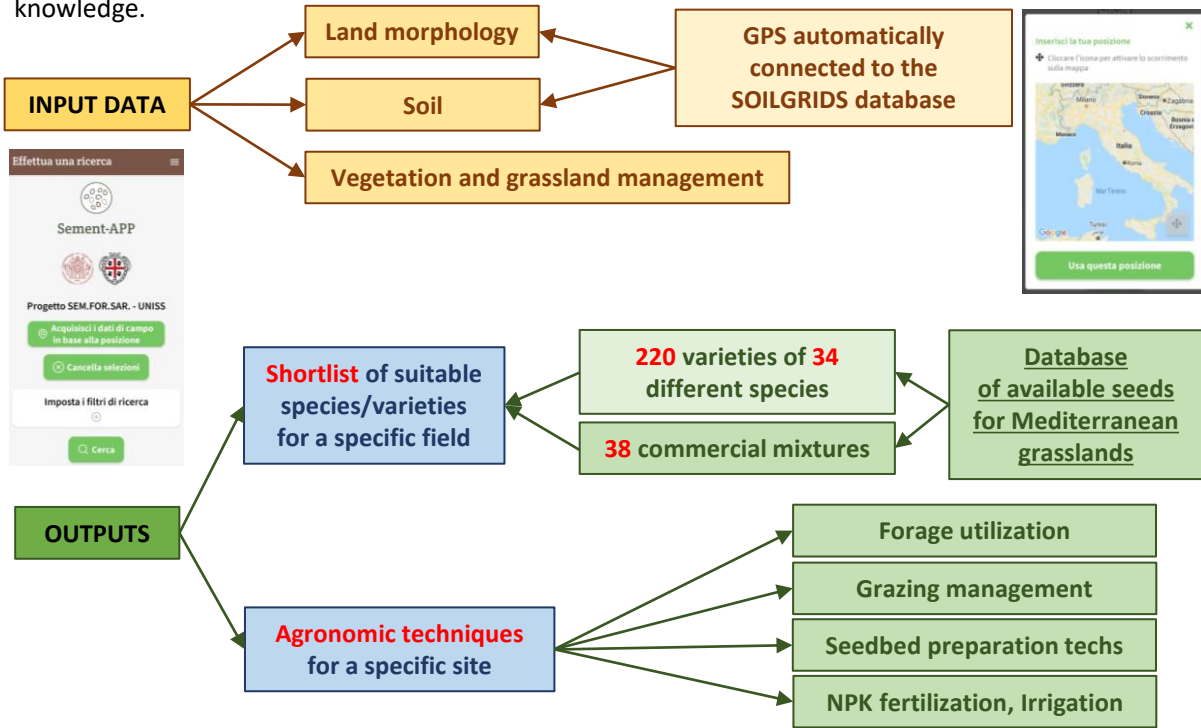 knowledge.
INPUT DATA
Land morphology
Soil
Vegetation and grassland management
GPS automatically
connected to the
SOILGRIDS database
Inserisci la tua posizione
Cliccare l'icona per attivare lo scorrimento
sulla mappa
Milano
Slovenia
Zagabria
Croazia
Bosnia e
Erzegovi
Monaco
Italia
Roma
Mar Tirreno
Tunisi
Google
Usa questa posizione
Effettua una ricerca
Sement-APP
Progetto SEM.FOR.SAR. - UNISS
Acquisisci i dati di campo
in base alla posizione
Cancella selezioni
Imposta i filtri di ricerca
Cerca
OUTPUTS
Shortlist of suitable
species/varieties
for a specific field
220 varieties of 34
different species
38 commercial mixtures
Database
of available seeds
for Mediterranean
grasslands
Agronomic techniques
for a specific site
Forage utilization
Grazing management
Seedbed preparation techs
NPK fertilization, Irrigation